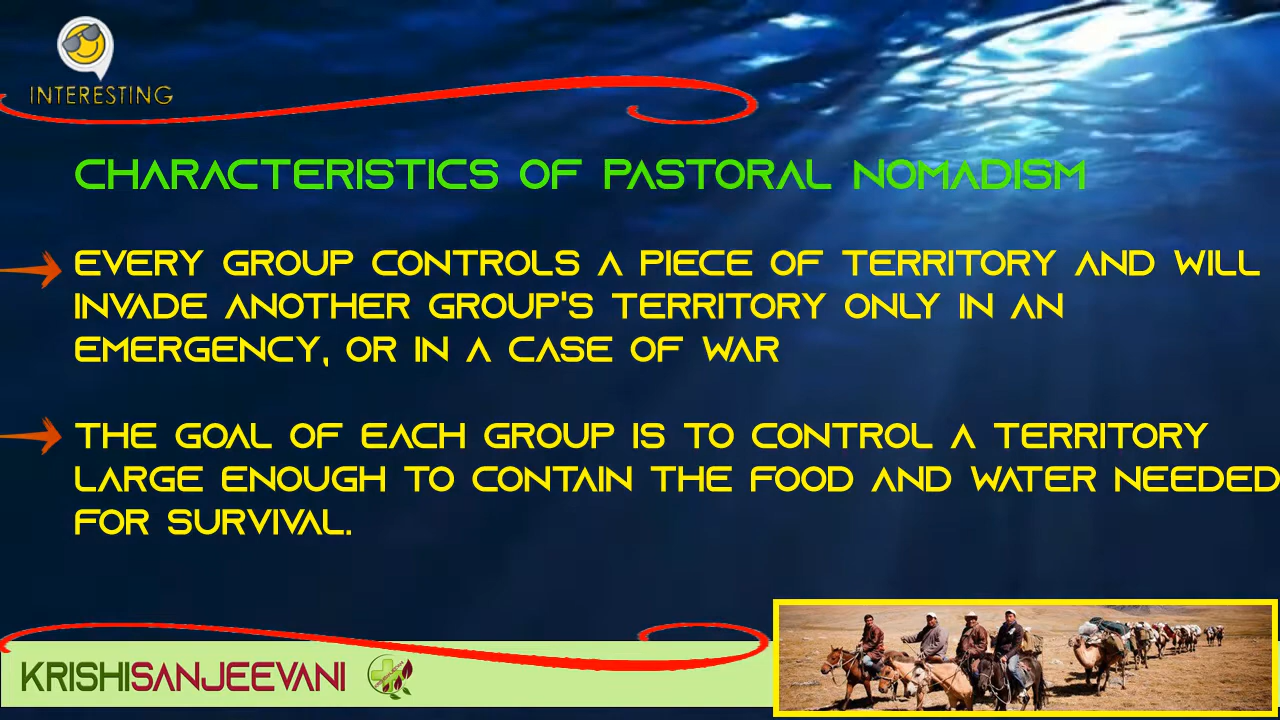 INTERESTING
CHARACTERISTICS OF PASTORAL NOMADISM
EVERY GROUP CONTROLS A PIECE OF TERRITORY AND WILL
INVADE ANOTHER GROUP'S TERRITORY ONLY IN AN
EMERGENCY, OR IN A CASE OF WAR
THE GOAL OF EACH GROUP IS TO CONTROL A TERRITORY
LARGE ENOUGH TO CONTAIN THE FOOD AND WATER NEEDED
FOR SURVIVAL.
KRISHISANJEEVANI